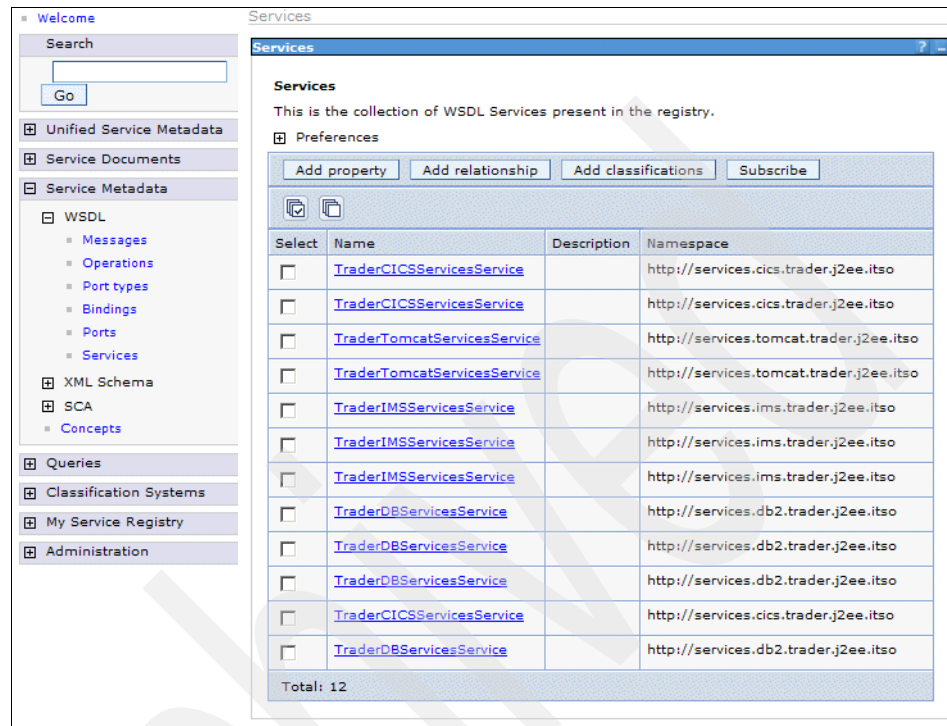 Welcome
Search
Go
Unified Service Metadata
Service Documents
Service Metadata
WSDL
Messages
Operations
Port types
Bindings
Ports
Services
XML Schema
SCA
Concepts
Queries
Classification Systems
My Service Registry
Administration
Services
Services ? –
Services
This is the collection of WSDL Services present in the registry.
Preferences
Add property Add relationship Add classifications Subscribe
Select Name Description Namespace
TraderCICSServicesService http://services.cics.trader.j2ee.itso
TraderCICSServicesService http://services.cics.trader.j2ee.itso
TraderTomcatServicesService http://services.tomcat.trader.j2ee.itso
TraderTomcatServicesService http://services.tomcat.trader.j2ee.itso
TraderIMSServicesService http://services.ims.trader.j2ee.itso
TraderIMSServicesService http://services.ims.trader.j2ee.itso
TraderIMSServicesService http://services.ims.trader.j2ee.itso
TraderDBServicesService http://services.db2.trader.j2ee.itso
TraderDBServicesService http://services.db2.trader.j2ee.itso
TraderDBServicesService http://services.db2.trader.j2ee.itso
TraderCICSServicesService http://services.cics.trader.j2ee.itso
TraderDBServicesService http://services.db2.trader.j2ee.itso
Total: 12